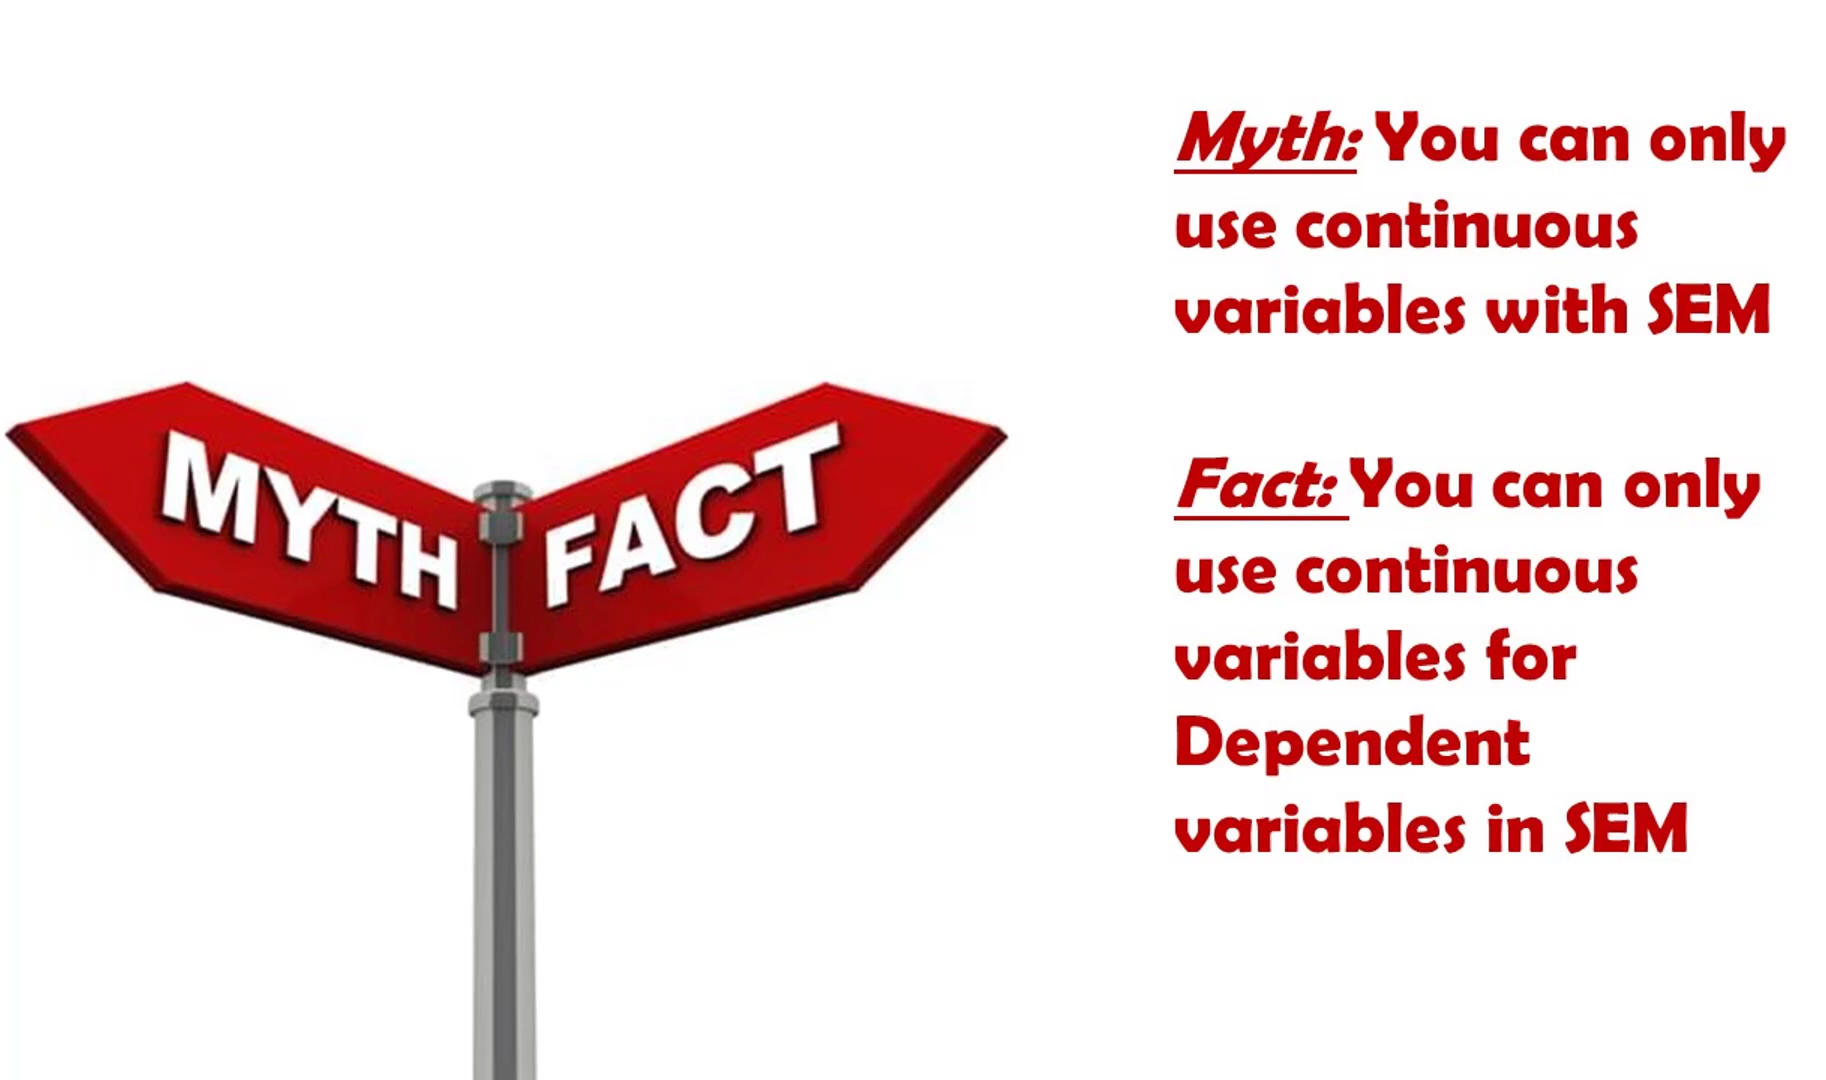 MYTH
FACT
Myth: You can only
use continuous
variables with SEM
Fact: You can only
use continuous
variables for
Dependent
variables in SEM